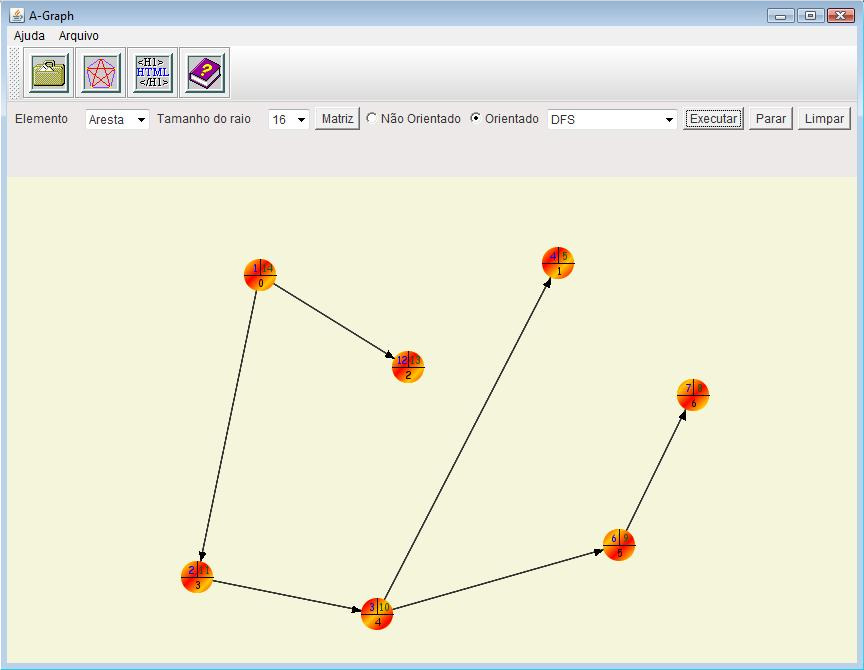 A-Graph
Ajuda Arquivo
<H1>
HTML
</H1>
?
Elemento Aresta Tamanho do raio 16 Matriz Não Orientado Orientado DFS Executar Parar Limpar
4 5
1
1 14
0
12 13
2
7 8
6
6 9
5
2 11
3
3 10
4